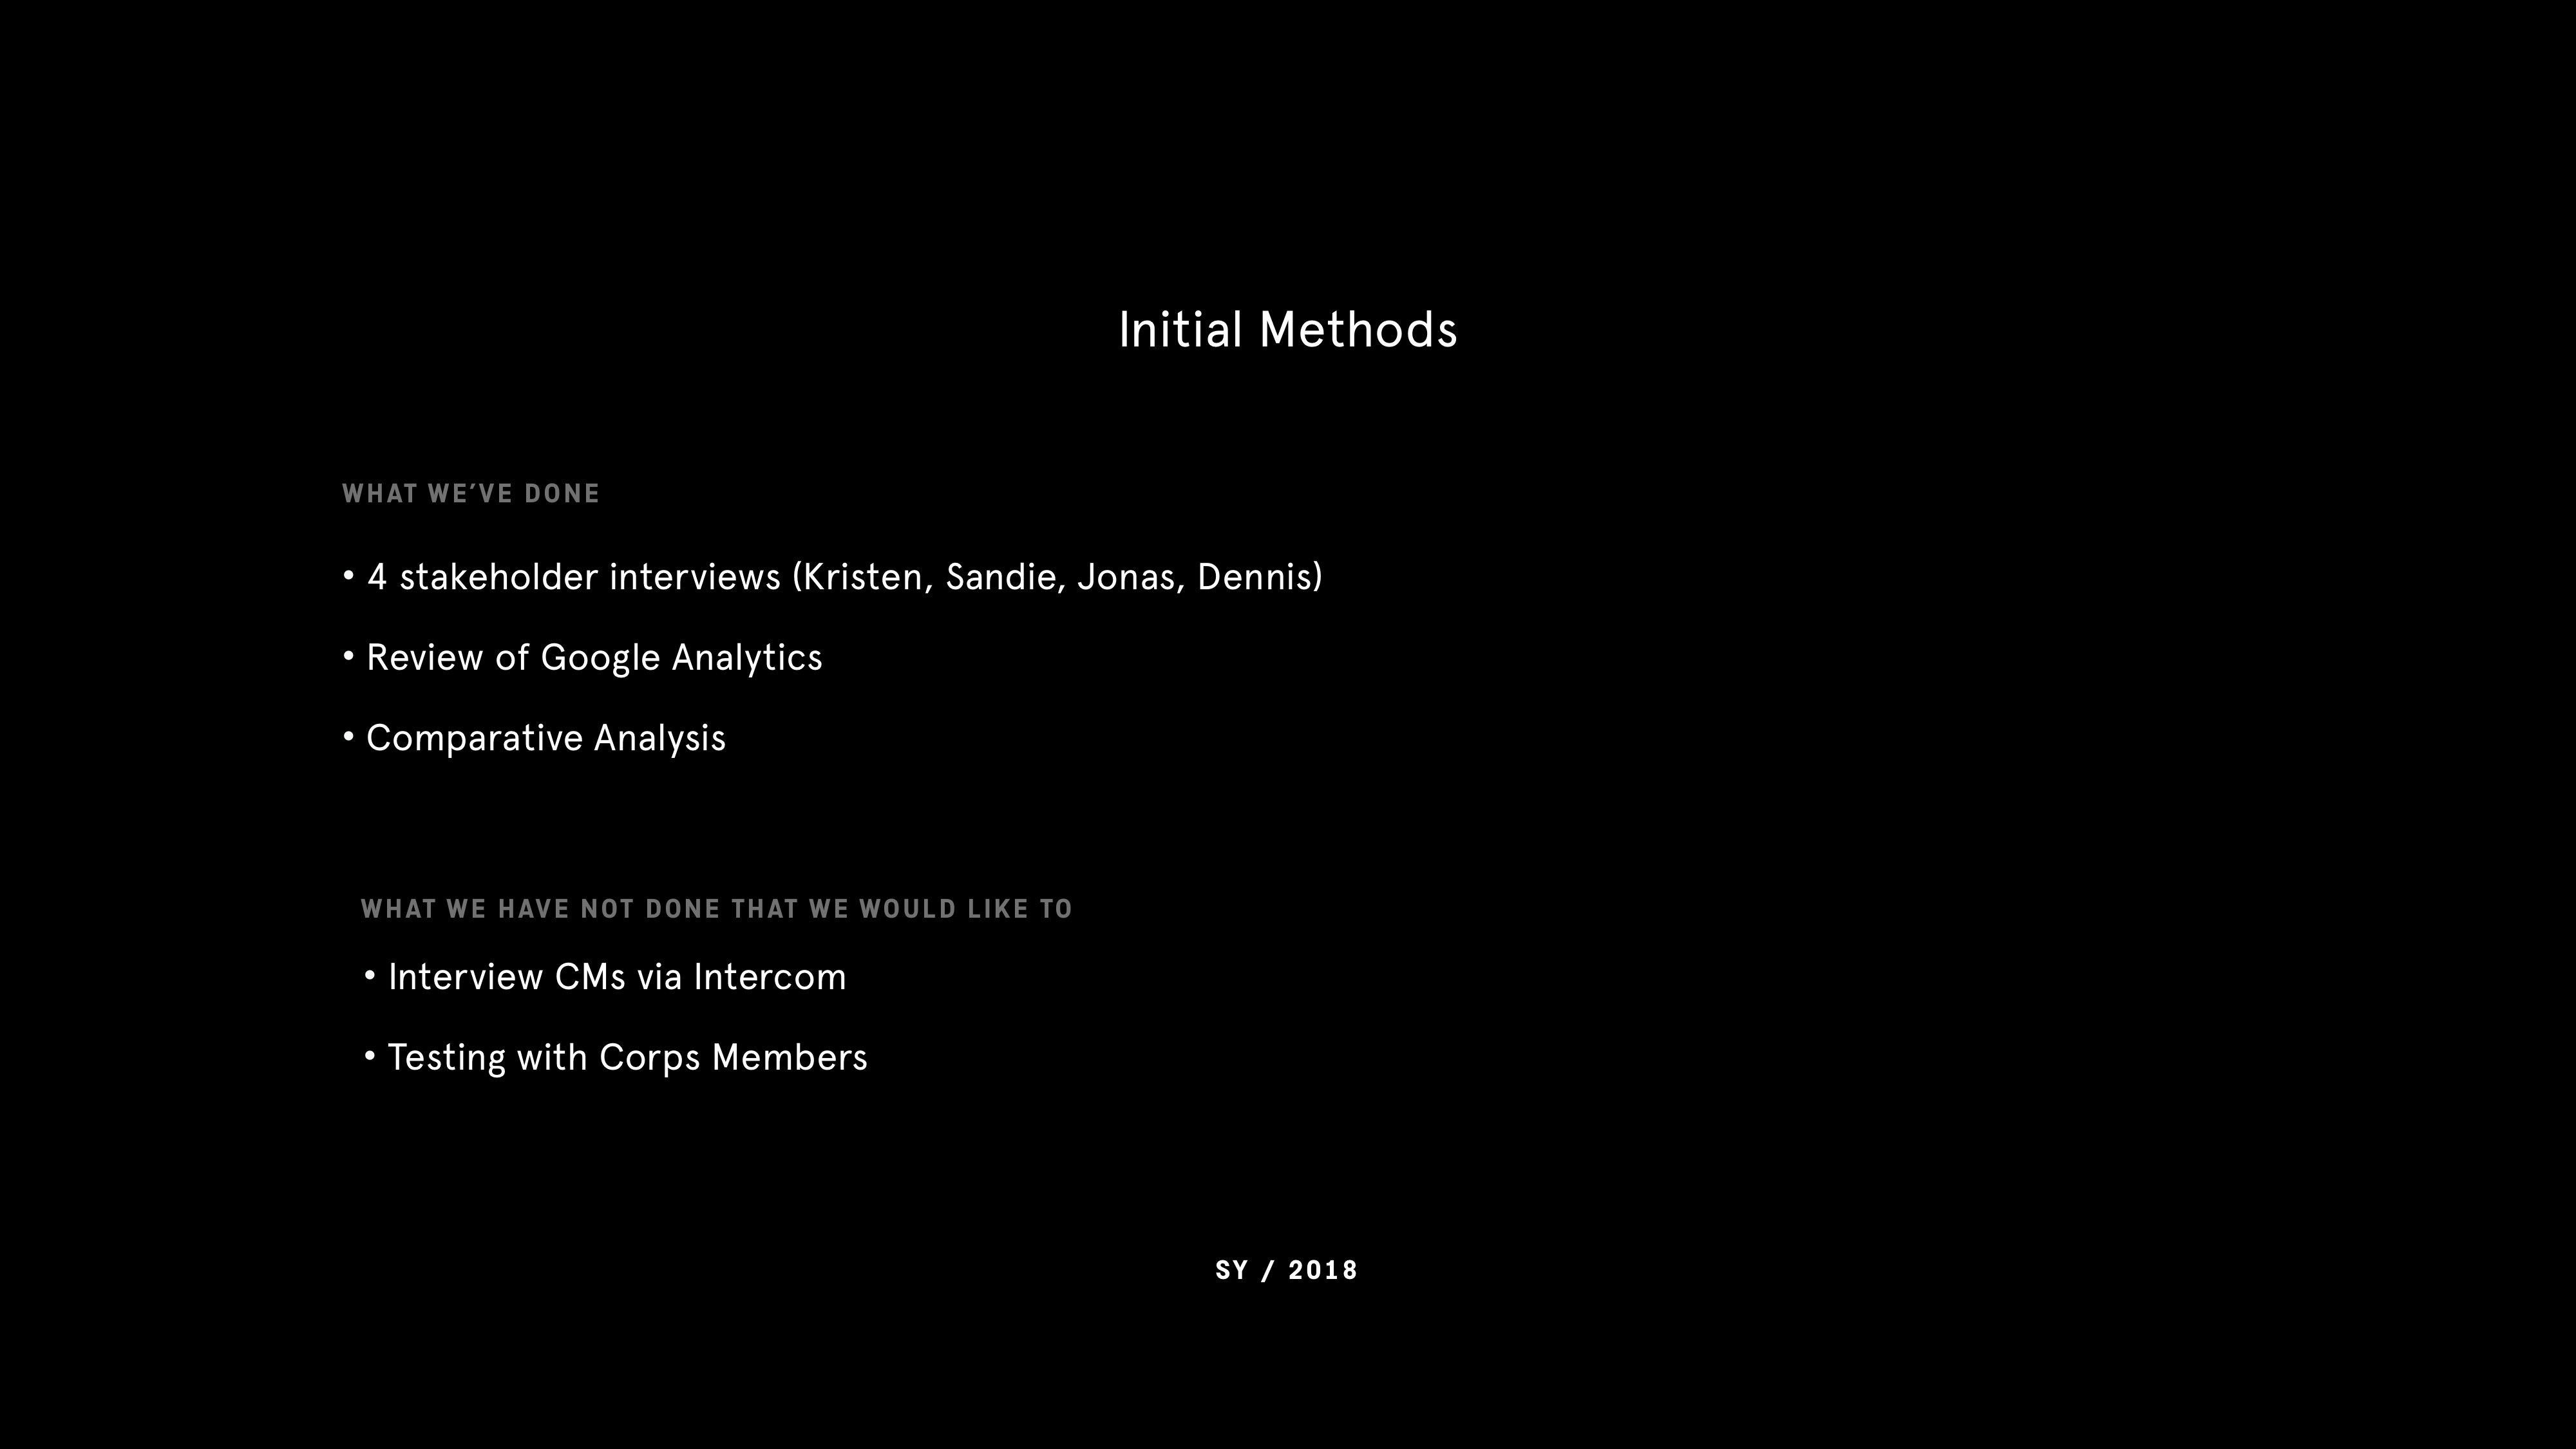 Initial Methods
WHAT WE’VE DONE
• 4 stakeholder interviews (Kristen, Sandie, Jonas, Dennis)
• Review of Google Analytics
• Comparative Analysis
WHAT WE HAVE NOT DONE THAT WE WOULD LIKE TO
• Interview CMs via Intercom
• Testing with Corps Members
SY / 2018